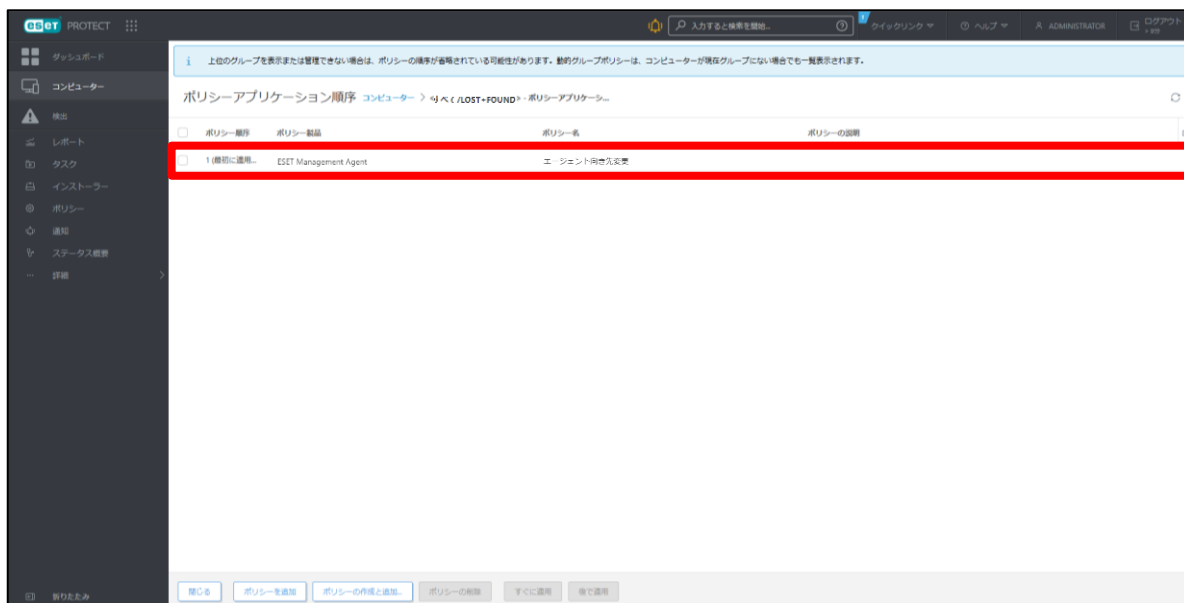 eset PROTECT
入力すると検索を開始...
クイックリンク
ヘルプ
ADMINISTRATOR
ログアウト
ダッシュボード
コンピューター
検出
レポート
タスク
インストーラー
ポリシー
通知
ステータス概要
詳細
折りたたみ
i 上位のグループを表示または管理できない場合は、ポリシーの順序が省略されている可能性があります。動的グループポリシーは、コンピューターが現在グループにない場合でも一覧表示されます。
ポリシーアプリケーション順序 コンピューター > すべて /LOST+FOUND> - ポリシーアプリケーシ...
ポリシー順序 ポリシー製品 ポリシー名 ポリシーの説明
1 (最初に適用... ESET Management Agent エージェント向き先変更
閉じる ポリシーを追加 ポリシーの作成と追加... ポリシーの削除 すぐに適用 後で適用